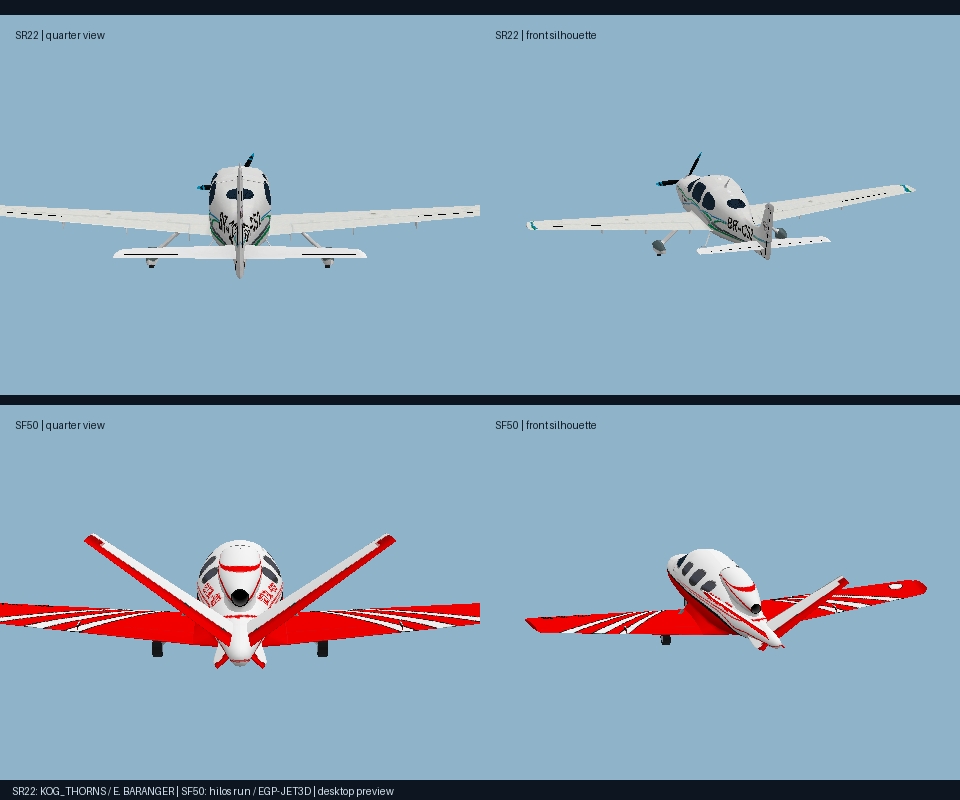 SR22 | quarter view
SR22 | front silhouette
SF50 | quarter view
SF50 | front silhouette
SR22: KOG_THORNS / E. BARANGER | SF50: hilos run / EGP-JET3D | desktop preview